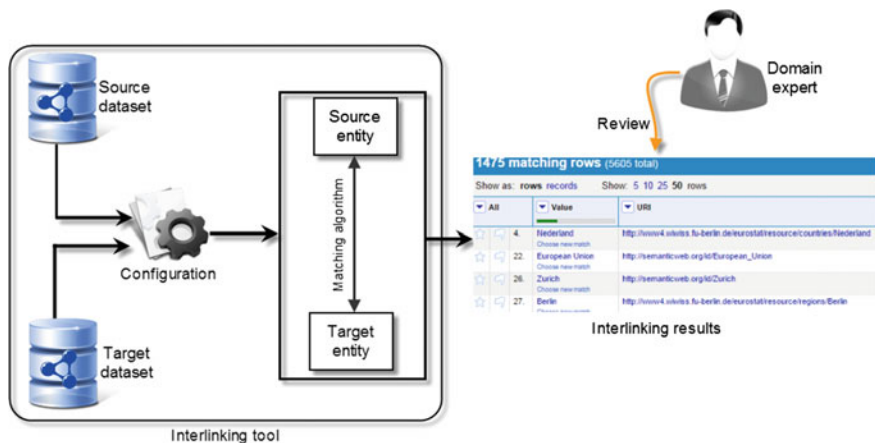 Source
dataset
Target
dataset
Configuration
Source
entity
Matching algorithm
Target
entity
Interlinking tool
Domain
expert
Review
1475 matching rows (5605 total)
Show as: rows records Show: 5 10 25 50 rows
All Value URI
4. Nederland http://www4.wiwiss.fu-berlin.de/eurostat/resource/countries/Nederland
Choose new match
22. European Union http://semanticweb.org/id/European_Union
Choose new match
26. Zurich http://semanticweb.org/id/Zurich
Choose new match
27. Berlin http://www4.wiwiss.fu-berlin.de/eurostat/resource/regions/Berlin
Choose new match
Interlinking results